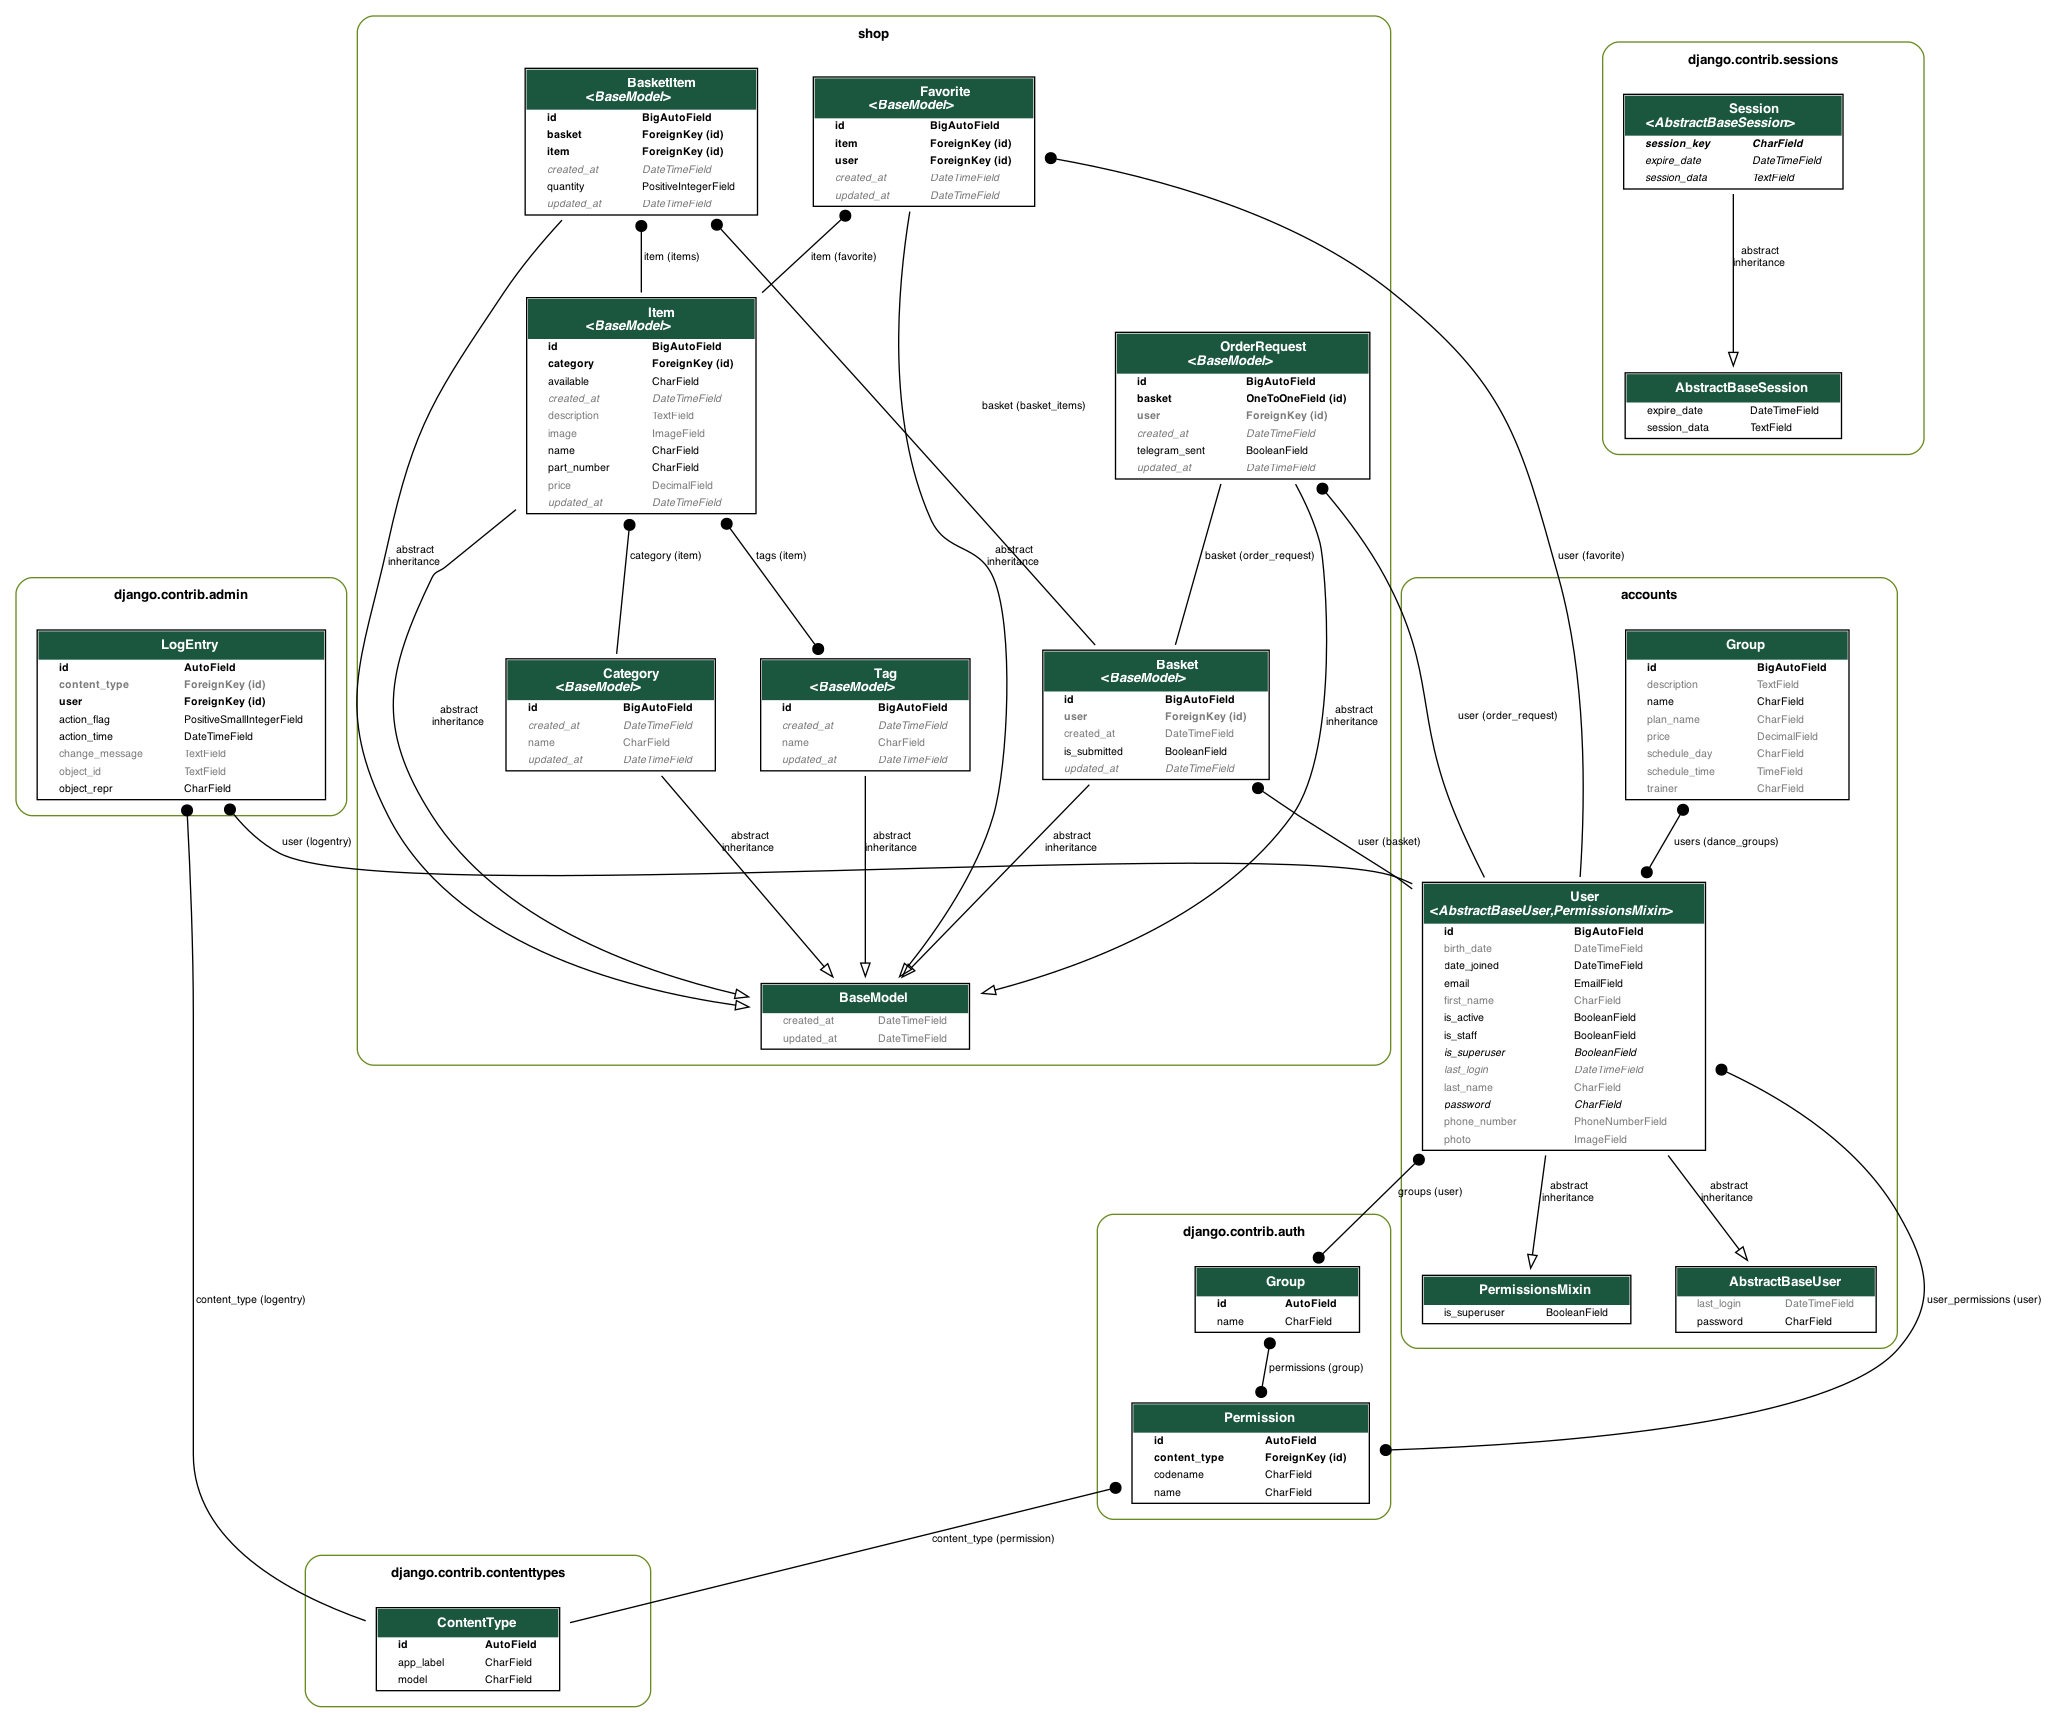 shop
BasketItem
<BaseModel>
id BigAutoField
basket ForeignKey (id)
item ForeignKey (id)
created_at DateTimeField
quantity PositiveIntegerField
updated_at DateTimeField
Favorite
<BaseModel>
id BigAutoField
item ForeignKey (id)
user ForeignKey (id)
created_at DateTimeField
updated_at DateTimeField
item (items)
item (favorite)
Item
<BaseModel>
id BigAutoField
category ForeignKey (id)
available CharField
created_at DateTimeField
description TextField
image ImageField
name CharField
part_number CharField
price DecimalField
updated_at DateTimeField
basket (basket_items)
OrderRequest
<BaseModel>
id BigAutoField
basket OneToOneField (id)
user ForeignKey (id)
created_at DateTimeField
telegram_sent BooleanField
updated_at DateTimeField
abstract
inheritance
category (item)
tags (item)
abstract
inheritance
basket (order_request)
user (favorite)
abstract
inheritance
Category
<BaseModel>
id BigAutoField
created_at DateTimeField
name CharField
updated_at DateTimeField
Tag
<BaseModel>
id BigAutoField
created_at DateTimeField
name CharField
updated_at DateTimeField
Basket
<BaseModel>
id BigAutoField
user ForeignKey (id)
created_at DateTimeField
is_submitted BooleanField
updated_at DateTimeField
abstract
inheritance
user (order_request)
abstract
inheritance
abstract
inheritance
abstract
inheritance
user (basket)
user (logentry)
BaseModel
created_at DateTimeField
updated_at DateTimeField
django.contrib.sessions
Session
<AbstractBaseSession>
session_key CharField
expire_date DateTimeField
session_data TextField
abstract
inheritance
AbstractBaseSession
expire_date DateTimeField
session_data TextField
django.contrib.admin
LogEntry
id AutoField
content_type ForeignKey (id)
user ForeignKey (id)
action_flag PositiveSmallIntegerField
action_time DateTimeField
change_message TextField
object_id TextField
object_repr CharField
accounts
Group
id BigAutoField
description TextField
name CharField
plan_name CharField
price DecimalField
schedule_day CharField
schedule_time TimeField
trainer CharField
users (dance_groups)
User
<AbstractBaseUser,PermissionsMixin>
id BigAutoField
birth_date DateTimeField
date_joined DateTimeField
email EmailField
first_name CharField
is_active BooleanField
is_staff BooleanField
is_superuser BooleanField
last_login DateTimeField
last_name CharField
password CharField
phone_number PhoneNumberField
photo ImageField
groups (user)
abstract
inheritance
abstract
inheritance
PermissionsMixin
is_superuser BooleanField
AbstractBaseUser
last_login DateTimeField
password CharField
user_permissions (user)
django.contrib.auth
Group
id AutoField
name CharField
permissions (group)
Permission
id AutoField
content_type ForeignKey (id)
codename CharField
name CharField
content_type (logentry)
content_type (permission)
django.contrib.contenttypes
ContentType
id AutoField
app_label CharField
model CharField